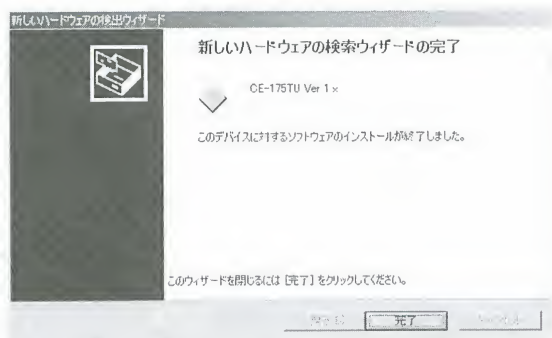 新しいハードウェアの検出ウィザード
新しいハードウェアの検索ウィザードの完了
CE-175TU Ver 1 x
このデバイスに対するソフトウェアのインストールが終了しました。
このウィザードを閉じるには [完了] をクリックしてください。
完了